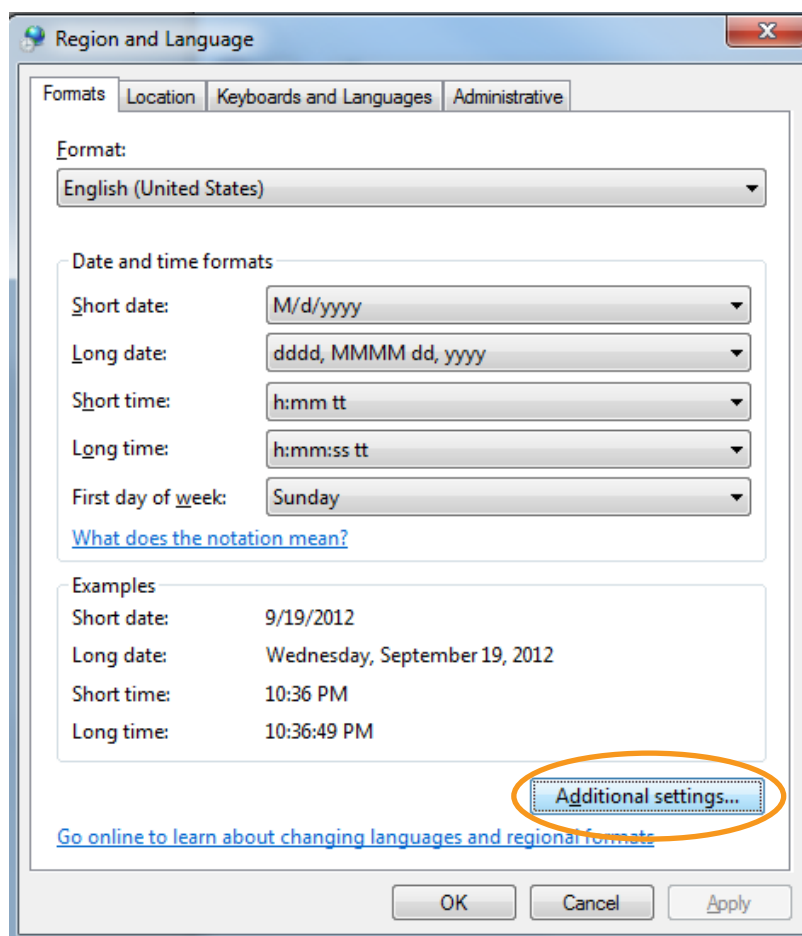 Region and Language
Formats Location Keyboards and Languages Administrative
Format:
English (United States)
Date and time formats
Short date: M/d/yyyy
Long date: dddd, MMMM dd, yyyy
Short time: h:mm tt
Long time: h:mm:ss tt
First day of week: Sunday
What does the notation mean?
Examples
Short date: 9/19/2012
Long date: Wednesday, September 19, 2012
Short time: 10:36 PM
Long time: 10:36:49 PM
Additional settings...
Go online to learn about changing languages and regional formats
OK Cancel Apply